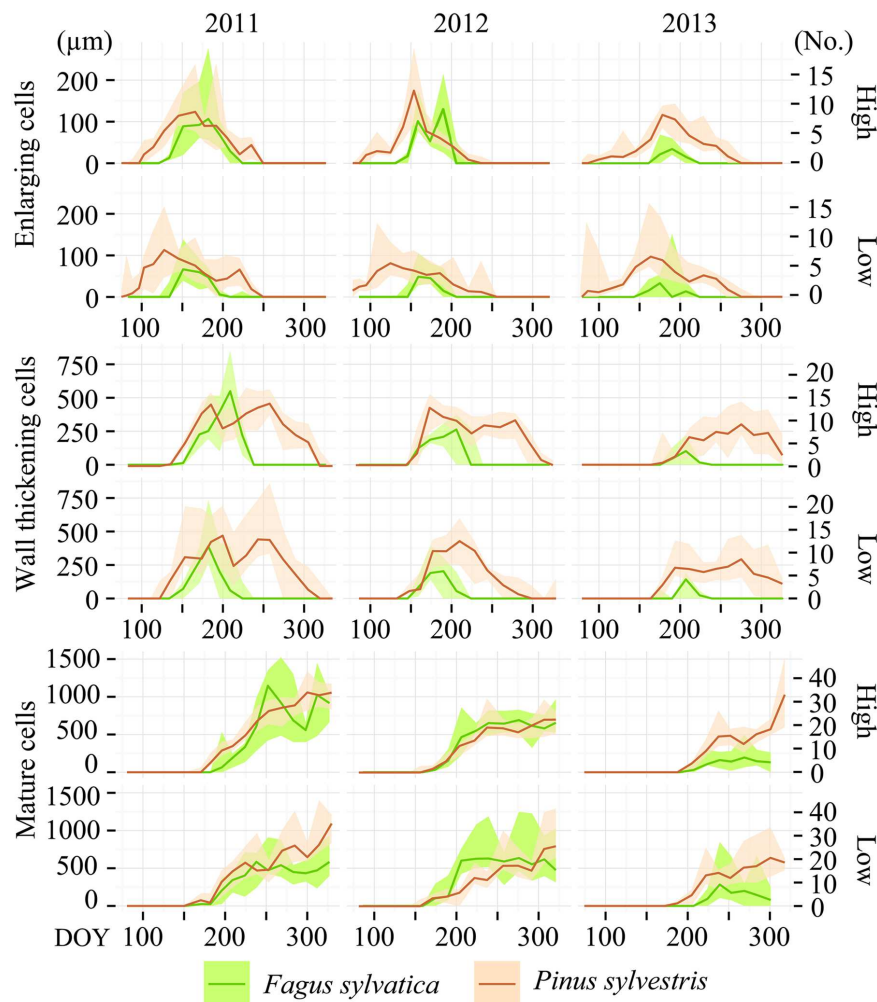 2011 2012 2013
(µm) (No.)
Enlarging cells
200 100 0
15 10 5 0
High
200 100 0
15 10 5 0
Low
100 200 300 100 200 300 100 200 300
Wall thickening cells
750 500 250 0
20 15 10 5 0
High
750 500 250 0
20 10 0
Low
100 200 300 100 200 300 100 200 300
Mature cells
1500 1000 500 0
40 30 20 10 0
High
1500 1000 500 0
40 30 20 10 0
Low
DOY 100 200 300 100 200 300 100 200 300
Fagus sylvatica Pinus sylvestris